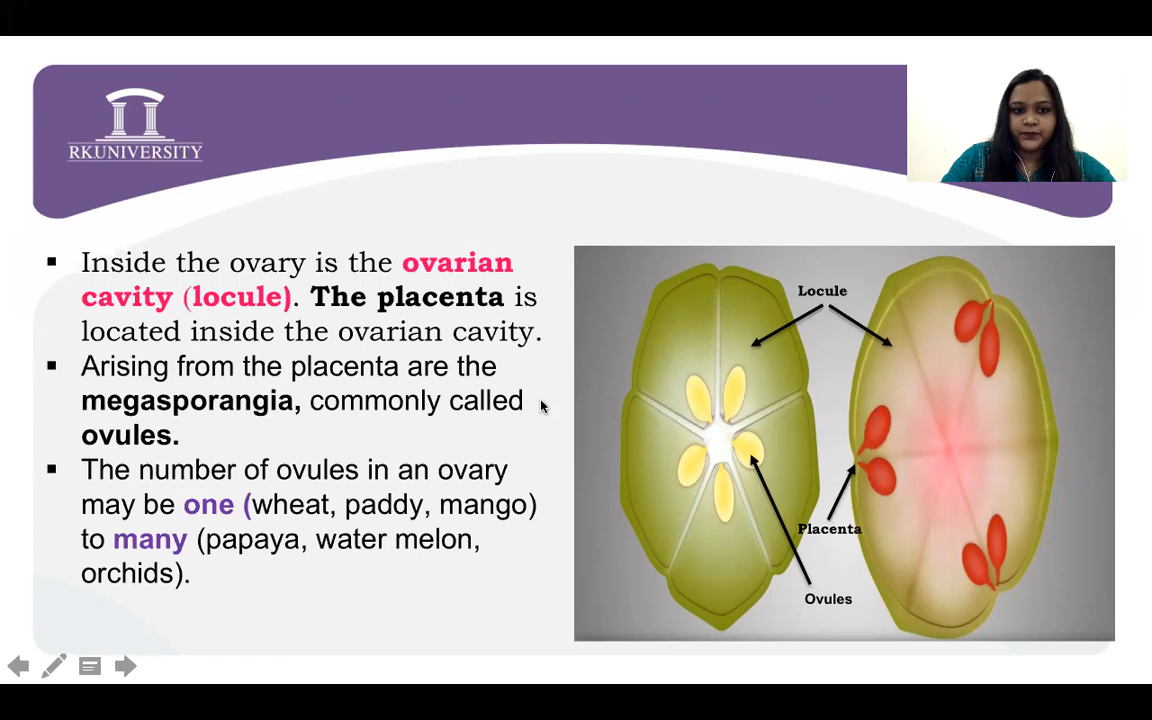 RKUNIVERSITY
▪ Inside the ovary is the ovarian
cavity (locule). The placenta is
located inside the ovarian cavity.
▪ Arising from the placenta are the
megasporangia, commonly called
ovules.
▪ The number of ovules in an ovary
may be one (wheat, paddy, mango)
to many (papaya, water melon,
orchids).
Locule
Placenta
Ovules